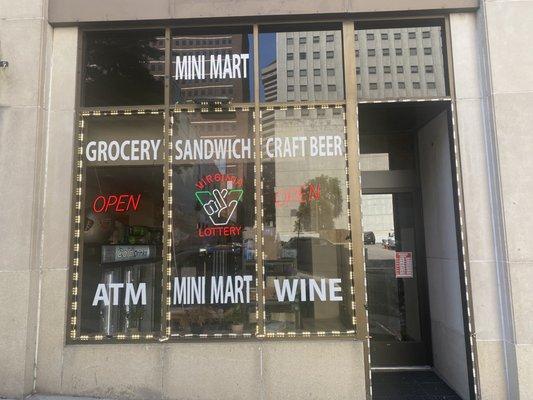 MINI MART
GROCERY SANDWICH CRAFT BEER
OPEN VIRGINIA OPEN
LOTTERY
ATM MINI MART WINE